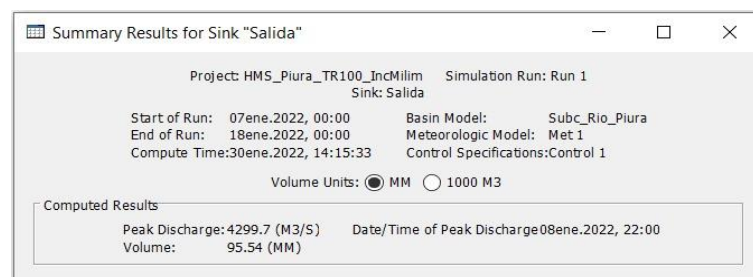 Summary Results for Sink "Salida"
Project: HMS_Piura_TR100_IncMilim Simulation Run: Run 1
Sink: Salida
Start of Run: 07ene.2022, 00:00 Basin Model: Subc_Rio_Piura
End of Run: 18ene.2022, 00:00 Meteorologic Model: Met 1
Compute Time:30ene.2022, 14:15:33 Control Specifications:Control 1
Volume Units: MM 1000 M3
Computed Results
Peak Discharge:4299.7 (M3/S) Date/Time of Peak Discharge08ene.2022, 22:00
Volume: 95.54 (MM)